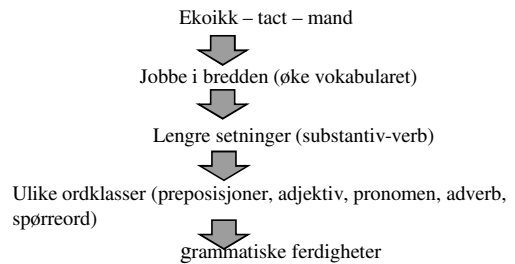 Ekoikk – tact – mand
Jobbe i bredden (øke vokabularet)
Lengre setninger (substantiv-verb)
Ulike ordklasser (preposisjoner, adjektiv, pronomen, adverb,
spørreord)
grammatiske ferdigheter